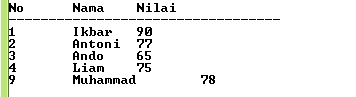 No Nama Nilai
-----------------------------------
1 Ikbar 90
2 Antoni 77
3 Ando 65
4 Liam 75
9 Muhammad 78